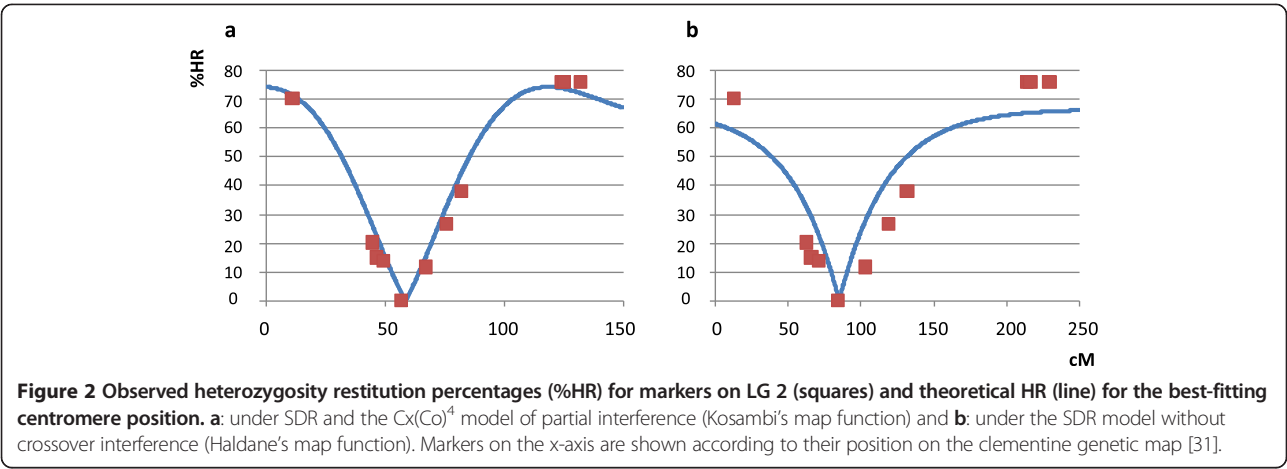 a
b
%HR
80
70
60
50
40
30
20
10
0
0 50 100 150
80
70
60
50
40
30
20
10
0
0 50 100 150 200 250
cM
Figure 2 Observed heterozygosity restitution percentages (%HR) for markers on LG 2 (squares) and theoretical HR (line) for the best-fitting
centromere position. a: under SDR and the Cx(Co)⁴ model of partial interference (Kosambi's map function) and b: under the SDR model without
crossover interference (Haldane's map function). Markers on the x-axis are shown according to their position on the clementine genetic map [31].